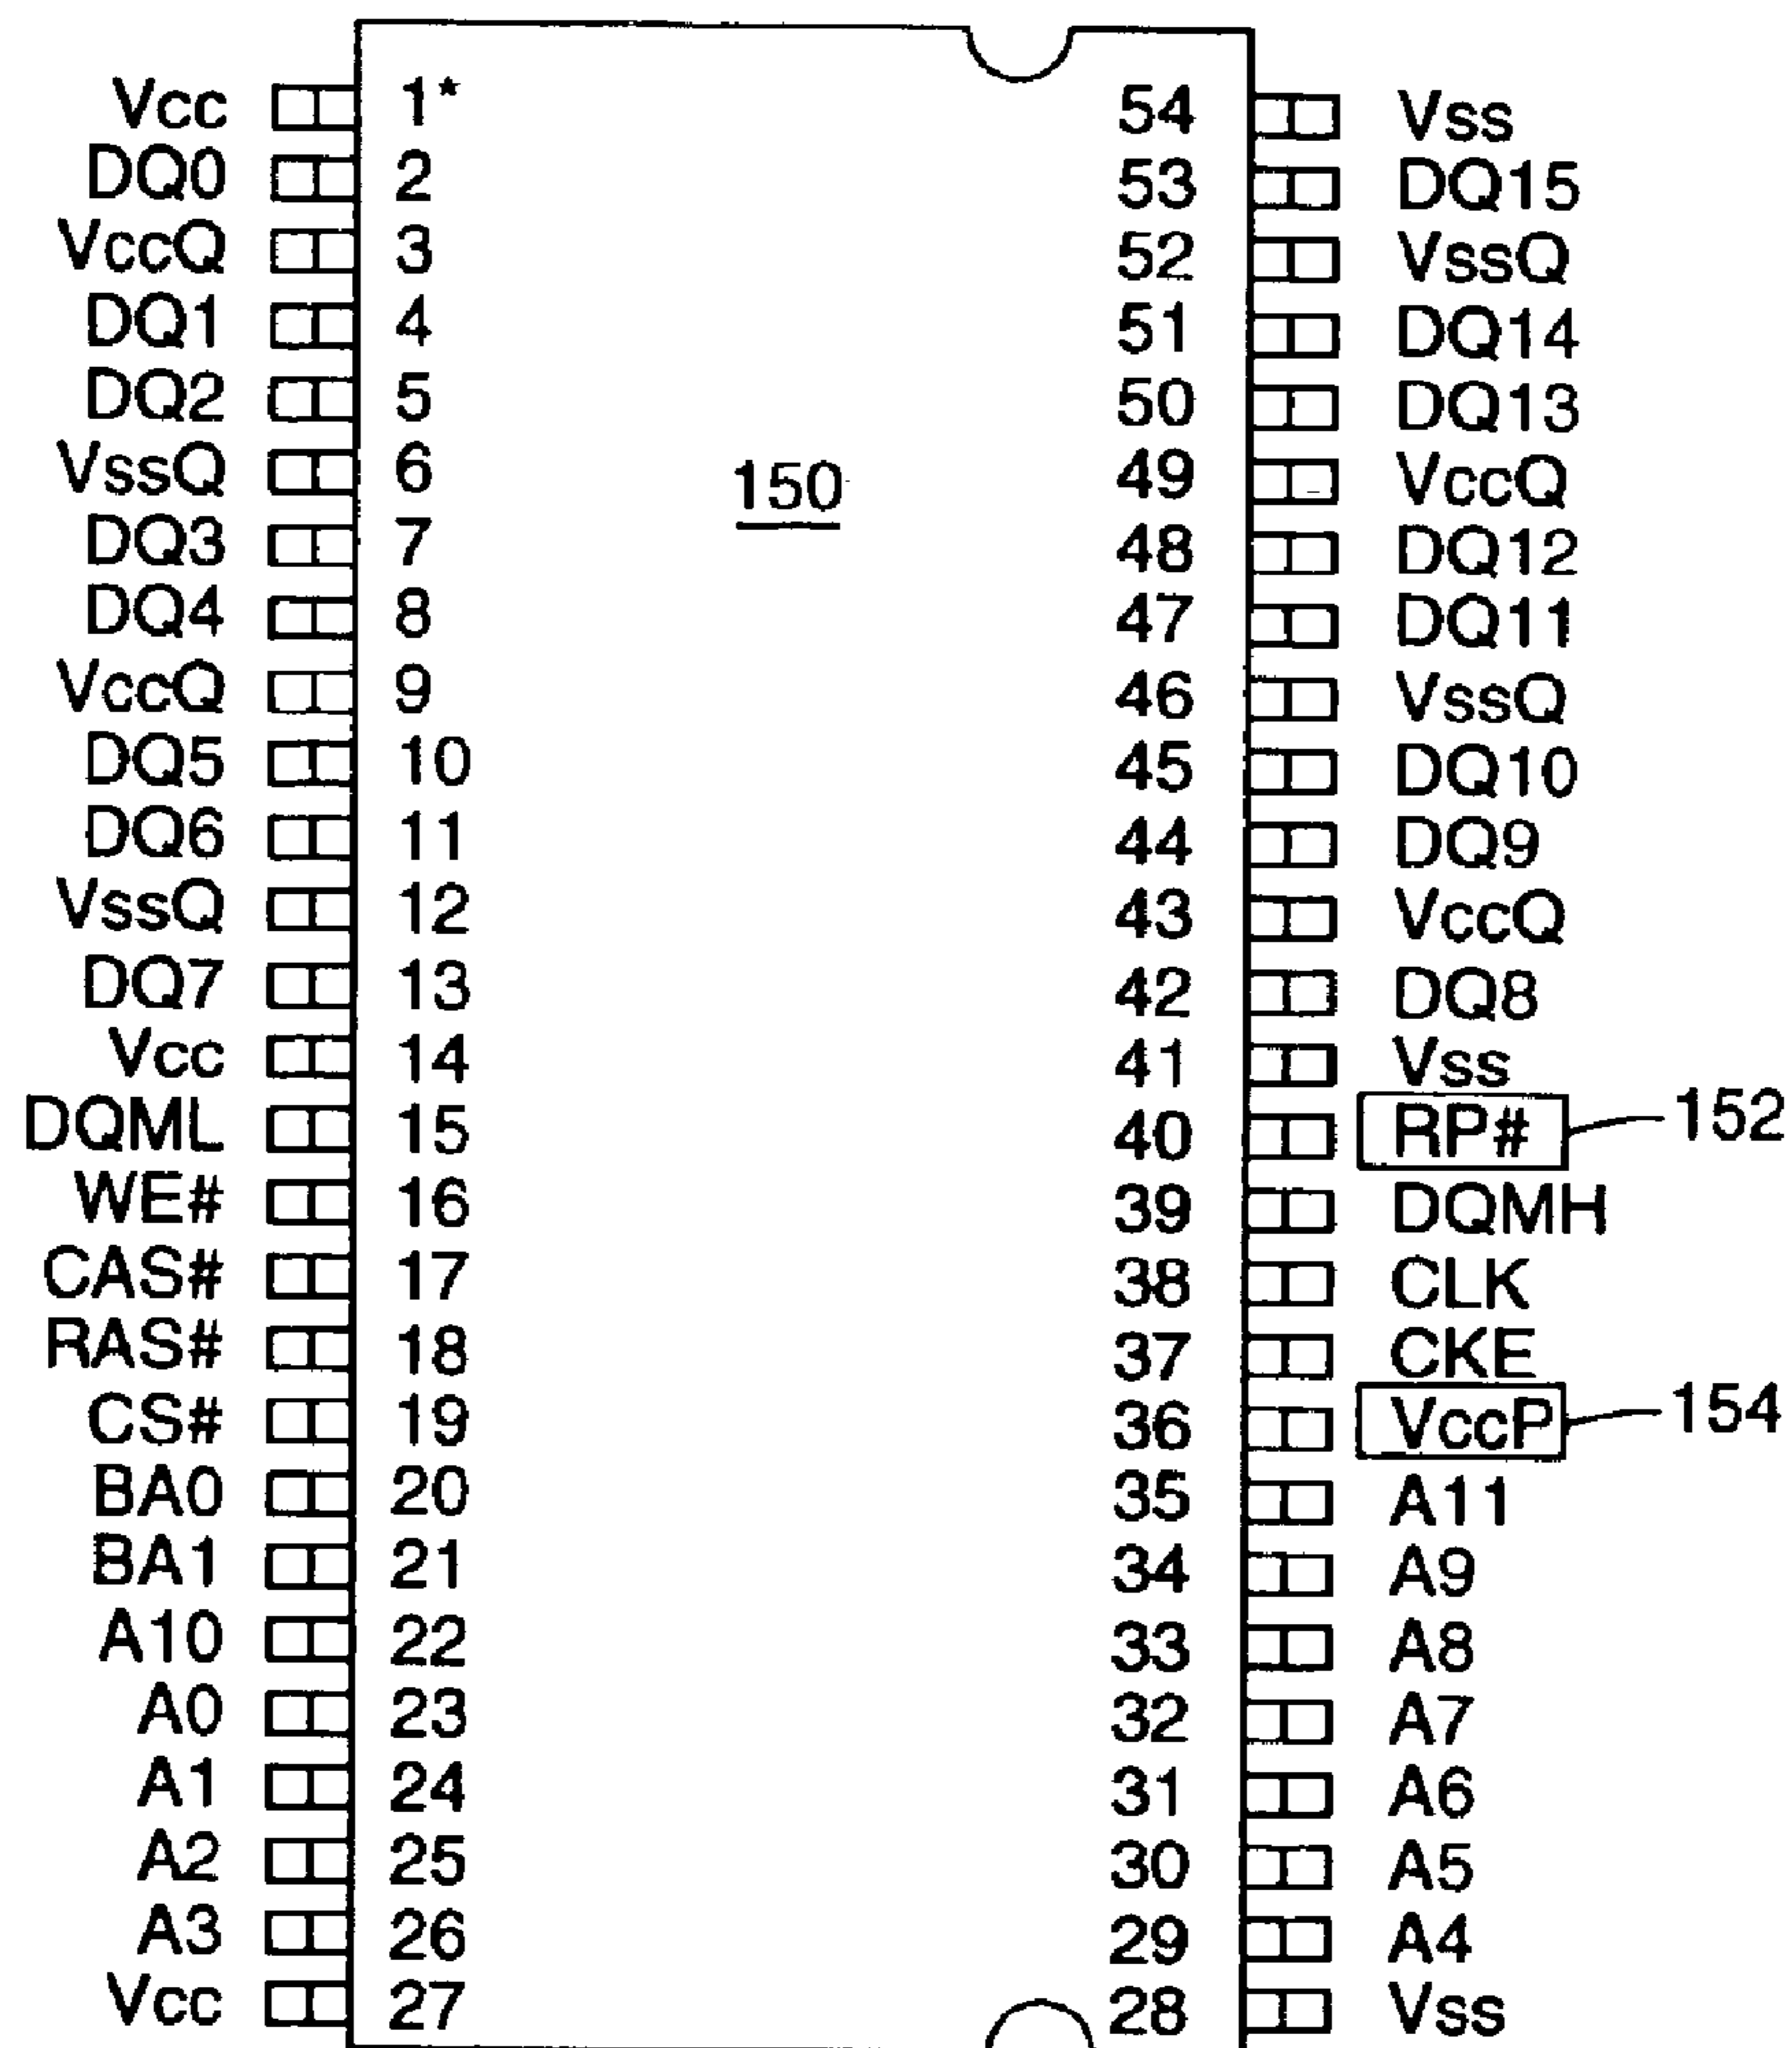 Vcc 1* 54 Vss
DQ0 2 53 DQ15
VccQ 3 52 VssQ
DQ1 4 51 DQ14
DQ2 5 50 DQ13
VssQ 6 49 VccQ
150
DQ3 7 48 DQ12
DQ4 8 47 DQ11
VccQ 9 46 VssQ
DQ5 10 45 DQ10
DQ6 11 44 DQ9
VssQ 12 43 VccQ
DQ7 13 42 DQ8
Vcc 14 41 Vss
DQML 15 40 RP# 152
WE# 16 39 DQMH
CAS# 17 38 CLK
RAS# 18 37 CKE
CS# 19 36 VccP 154
BA0 20 35 A11
BA1 21 34 A9
A10 22 33 A8
A0 23 32 A7
A1 24 31 A6
A2 25 30 A5
A3 26 29 A4
Vcc 27 28 Vss